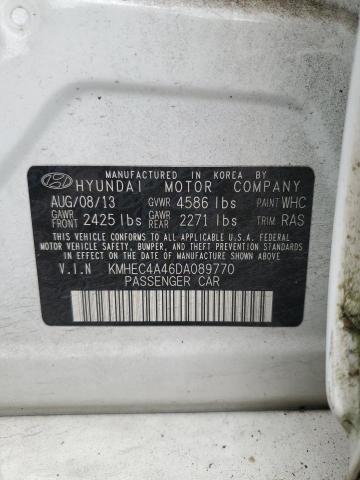 MANUFACTURED IN KOREA BY
HYUNDAI MOTOR COMPANY
AUG/08/13 GVWR 4586 lbs PAINT WHC
GAWR FRONT 2425 lbs GAWR REAR 2271 lbs TRIM RAS
THIS VEHICLE CONFORMS TO ALL APPLICABLE U.S.A. FEDERAL
MOTOR VEHICLE SAFETY, BUMPER, AND THEFT PREVENTION
STANDARDS IN EFFECT ON THE DATE OF MANUFACTURE SHOWN ABOVE.
V.I.N KMHEC4A46DA089770
PASSENGER CAR